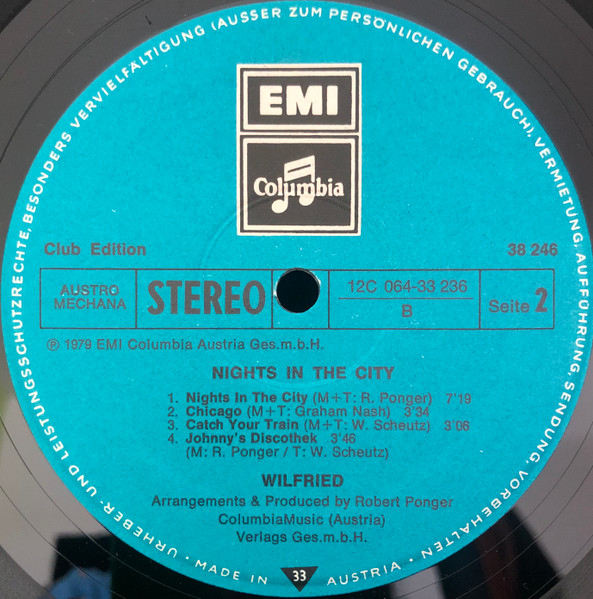 URHEBER- UND LEISTUNGSSCHUTZRECHTE, BESONDERS VERVIELFÄLTIGUNG (AUSSER ZUM PERSÖNLICHEN GEBRAUCH), VERMIETUNG, AUFFÜHRUNG, SENDUNG, VORBEHALTEN •
EMI
Columbia
Club Edition
38 246
AUSTRO
MECHANA
STEREO
12C 064-33 236
B
Seite 2
℗ 1979 EMI Columbia Austria Ges.m.b.H.
NIGHTS IN THE CITY
1. Nights In The City (M+T: R. Ponger) 7'19
2. Chicago (M+T: Graham Nash) 3'34
3. Catch Your Train (M+T: W. Scheutz) 3'06
4. Johnny's Discothek 3'46
(M: R. Ponger / T: W. Scheutz)
WILFRIED
Arrangements & Produced by Robert Ponger
ColumbiaMusic (Austria)
Verlags Ges.m.b.H.
• MADE IN 33 AUSTRIA •